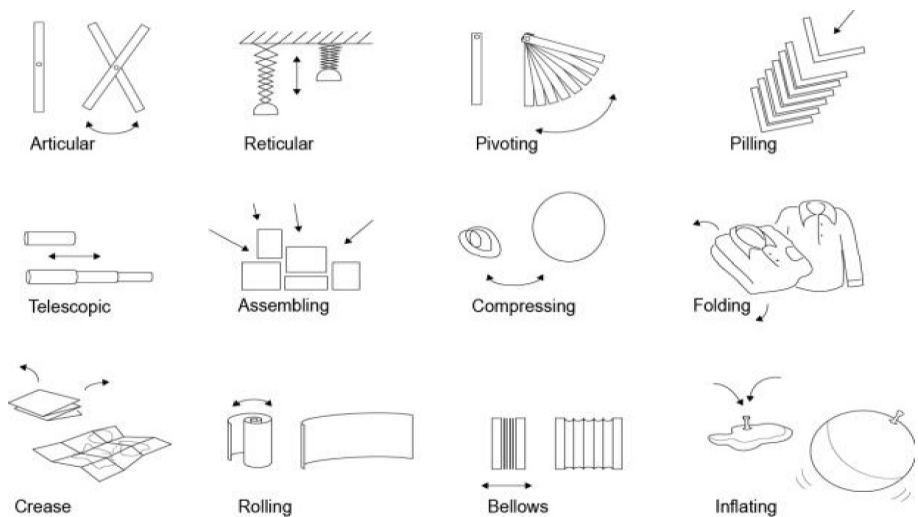 Articular
Reticular
Pivoting
Pilling
Telescopic
Assembling
Compressing
Folding
Crease
Rolling
Bellows
Inflating